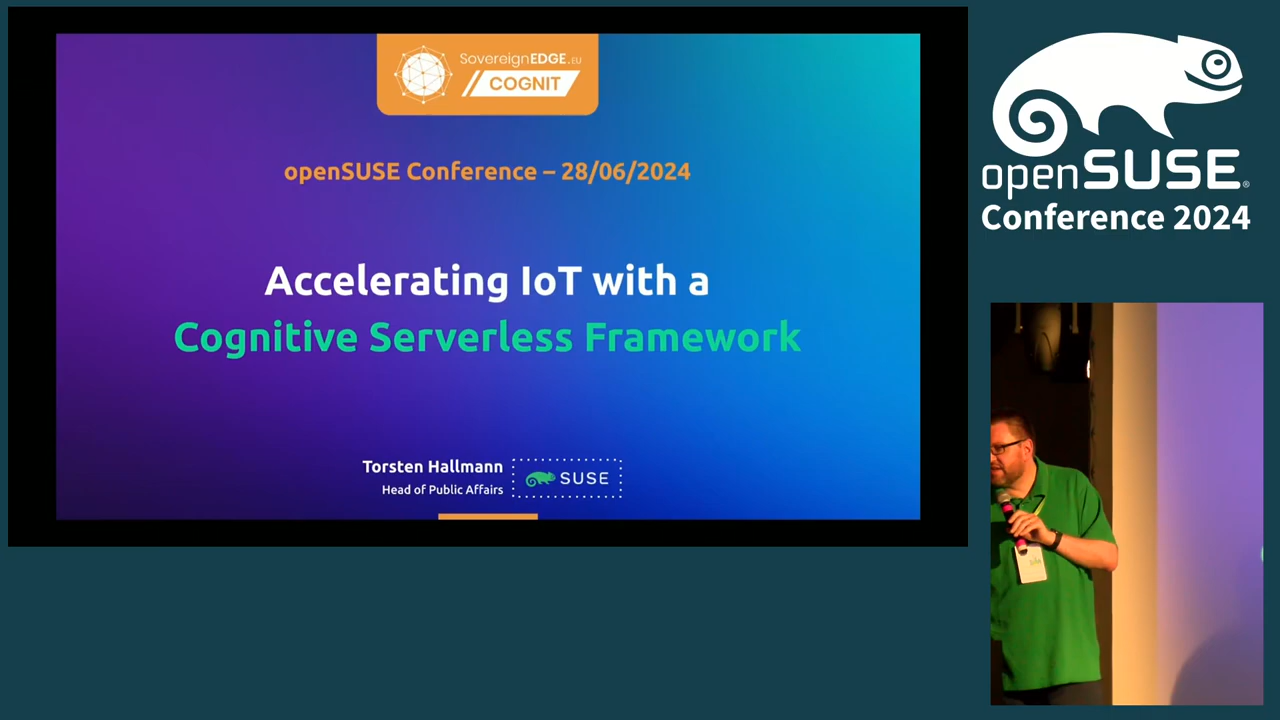 SovereignEDGE.EU
COGNIT
openSUSE Conference – 28/06/2024
Accelerating IoT with a
Cognitive Serverless Framework
Torsten Hallmann
Head of Public Affairs
SUSE
openSUSE®
Conference 2024